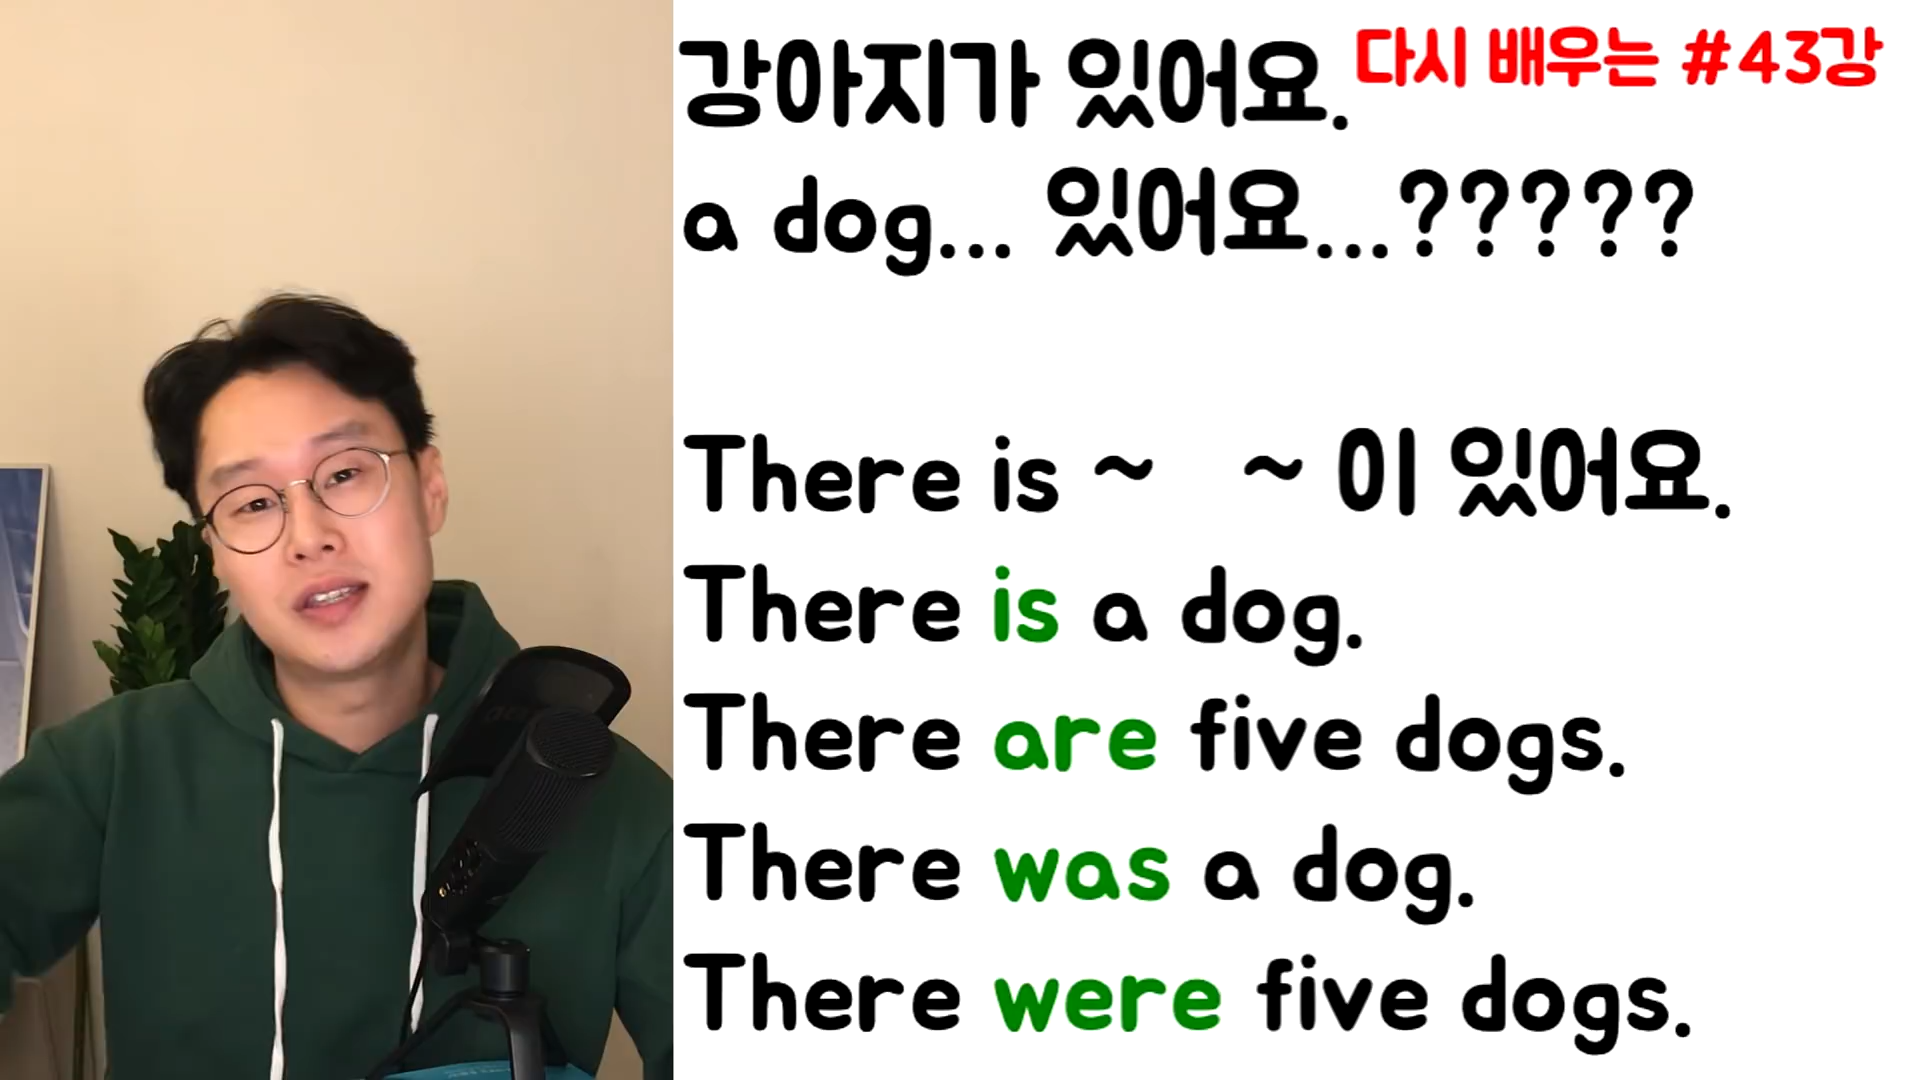 강아지가 있어요. 다시 배우는 #43강
a dog... 있어요...?????
There is ~ ~ 이 있어요.
There is a dog.
There are five dogs.
There was a dog.
There were five dogs.